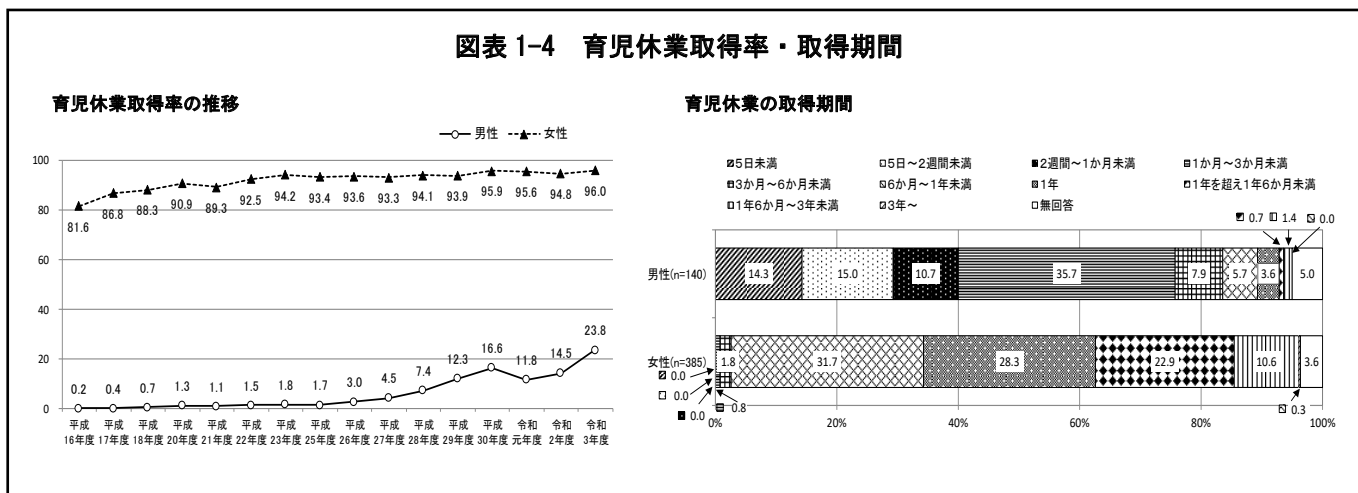 図表 1-4 育児休業取得率・取得期間
育児休業取得率の推移
男性 女性
100
80
60
40
20
0
81.6 86.8 88.3 90.9 89.3 92.5 94.2 93.4 93.6 93.3 94.1 93.9 95.9 95.6 94.8 96.0
0.2 0.4 0.7 1.3 1.1 1.5 1.8 1.7 3.0 4.5 7.4 12.3 16.6 11.8 14.5 23.8
平成 平成 平成 平成 平成 平成 平成 平成 平成 平成 平成 平成 平成 令和 令和 令和
16年度 17年度 18年度 20年度 21年度 22年度 23年度 25年度 26年度 27年度 28年度 29年度 30年度 元年度 2年度 3年度
育児休業の取得期間
5日未満 5日～2週間未満 2週間～1か月未満 1か月～3か月未満
3か月～6か月未満 6か月～1年未満 1年 1年を超え1年6か月未満
1年6か月～3年未満 3年～ 無回答
0.7 1.4 0.0
男性(n=140) 14.3 15.0 10.7 35.7 7.9 5.7 3.6 5.0
女性(n=385) 1.8 31.7 28.3 22.9 10.6 3.6
0.0
0.0
0.0 0.8 0.3
0% 20% 40% 60% 80% 100%